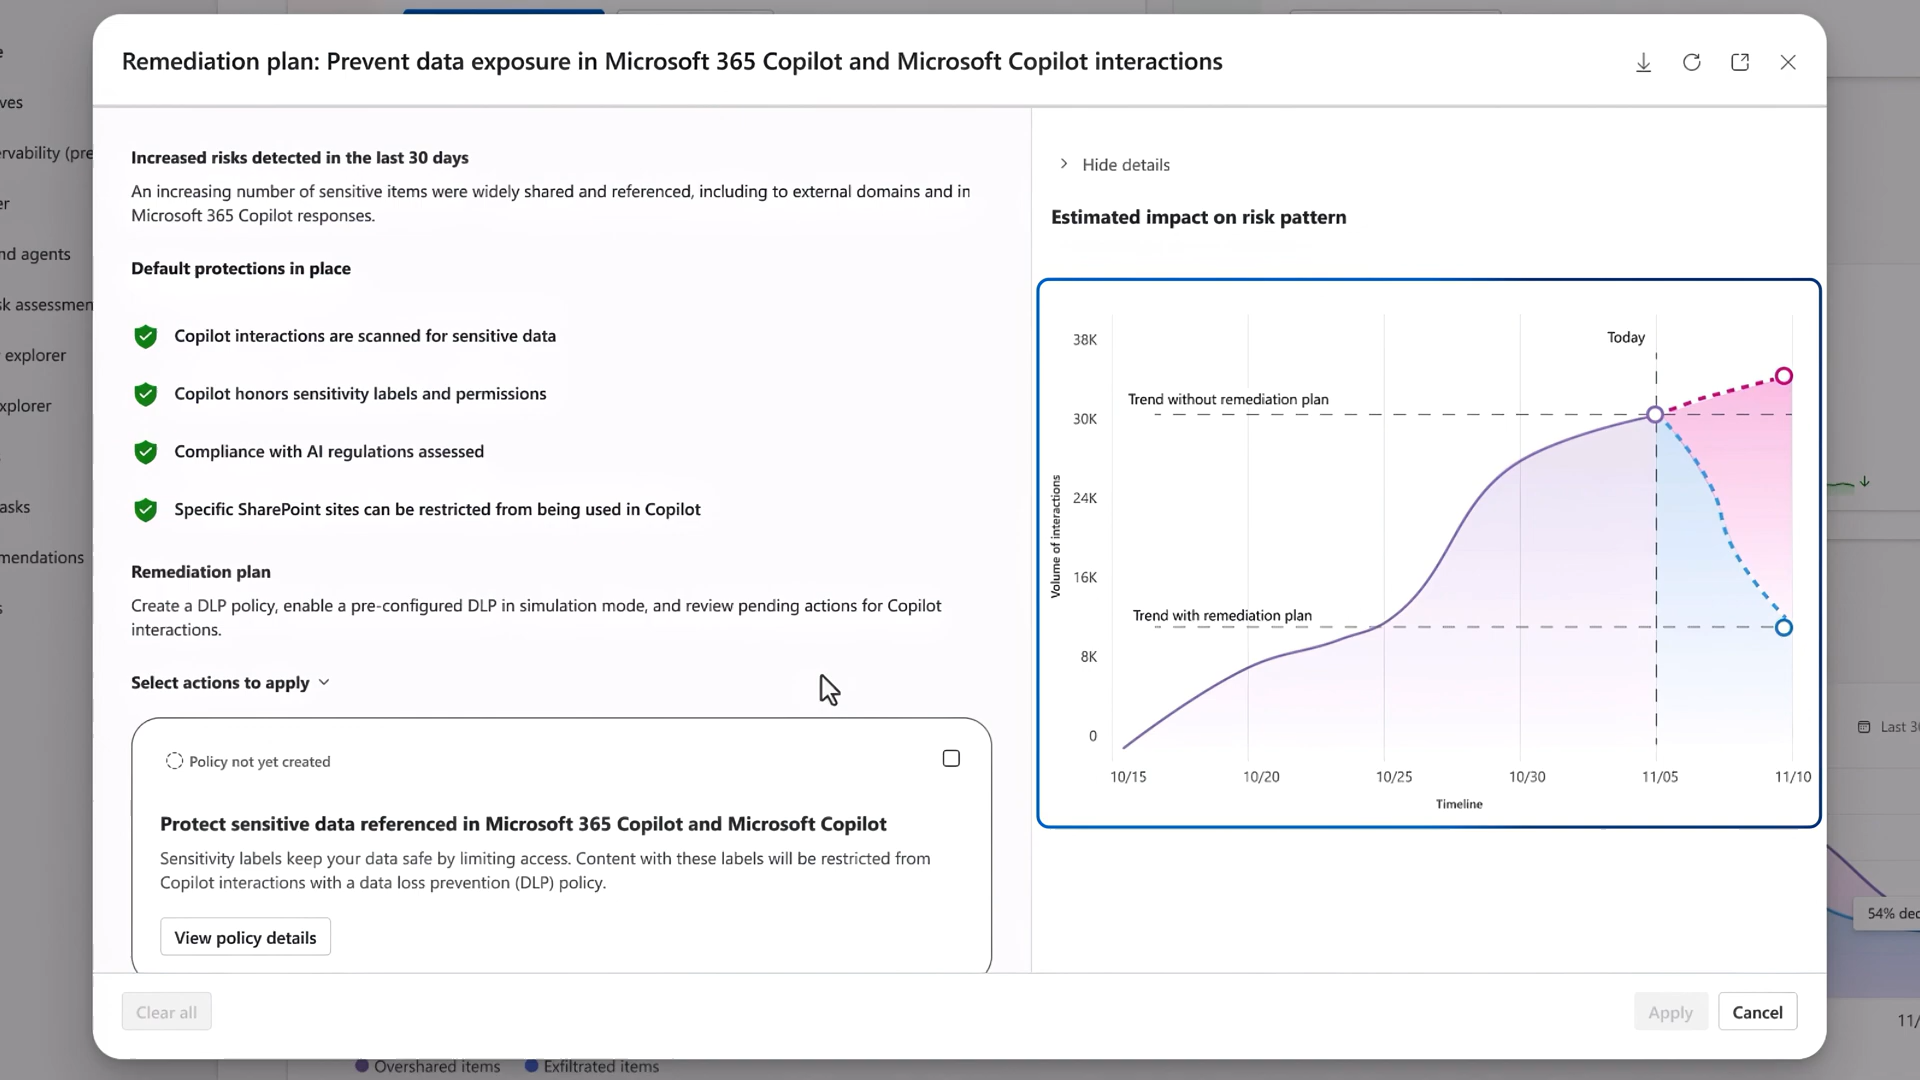 Remediation plan: Prevent data exposure in Microsoft 365 Copilot and Microsoft Copilot interactions
Increased risks detected in the last 30 days
An increasing number of sensitive items were widely shared and referenced, including to external domains and in
Microsoft 365 Copilot responses.
Default protections in place
Copilot interactions are scanned for sensitive data
Copilot honors sensitivity labels and permissions
Compliance with AI regulations assessed
Specific SharePoint sites can be restricted from being used in Copilot
Remediation plan
Create a DLP policy, enable a pre-configured DLP in simulation mode, and review pending actions for Copilot
interactions.
Select actions to apply
Policy not yet created
Protect sensitive data referenced in Microsoft 365 Copilot and Microsoft Copilot
Sensitivity labels keep your data safe by limiting access. Content with these labels will be restricted from
Copilot interactions with a data loss prevention (DLP) policy.
View policy details
Clear all
Hide details
Estimated impact on risk pattern
Today
38K
Trend without remediation plan
30K
24K
Volume of interactions
16K
Trend with remediation plan
8K
0
10/15 10/20 10/25 10/30 11/05 11/10
Timeline
Apply Cancel
nd agents
explorer
Last
54%
Overshared items Exfiltrated items